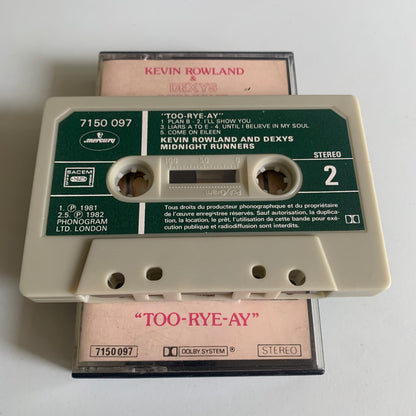 KEVIN ROWLAND
&
DEXYS
"TOO-RYE-AY"
7150 097
1. PLAN B - 2. I'LL SHOW YOU
3. LIARS A TO E - 4. UNTIL I BELIEVE IN MY SOUL
5. COME ON EILEEN
mercury
KEVIN ROWLAND AND DEXYS
MIDNIGHT RUNNERS
STEREO
2
SACEM
100
50
0
1. Ⓟ 1981
2.5. Ⓟ 1982
PHONOGRAM
LTD. LONDON
Tous droits du producteur phonographique et du propriétaire
de l'œuvre enregistrée réservés. Sauf autorisation, la duplica-
tion, la location, le prêt, l'utilisation de cette bande pour exé-
cution publique et radiodiffusion sont interdits.
"TOO-RYE-AY"
7150 097
DOLBY SYSTEM ®
STEREO